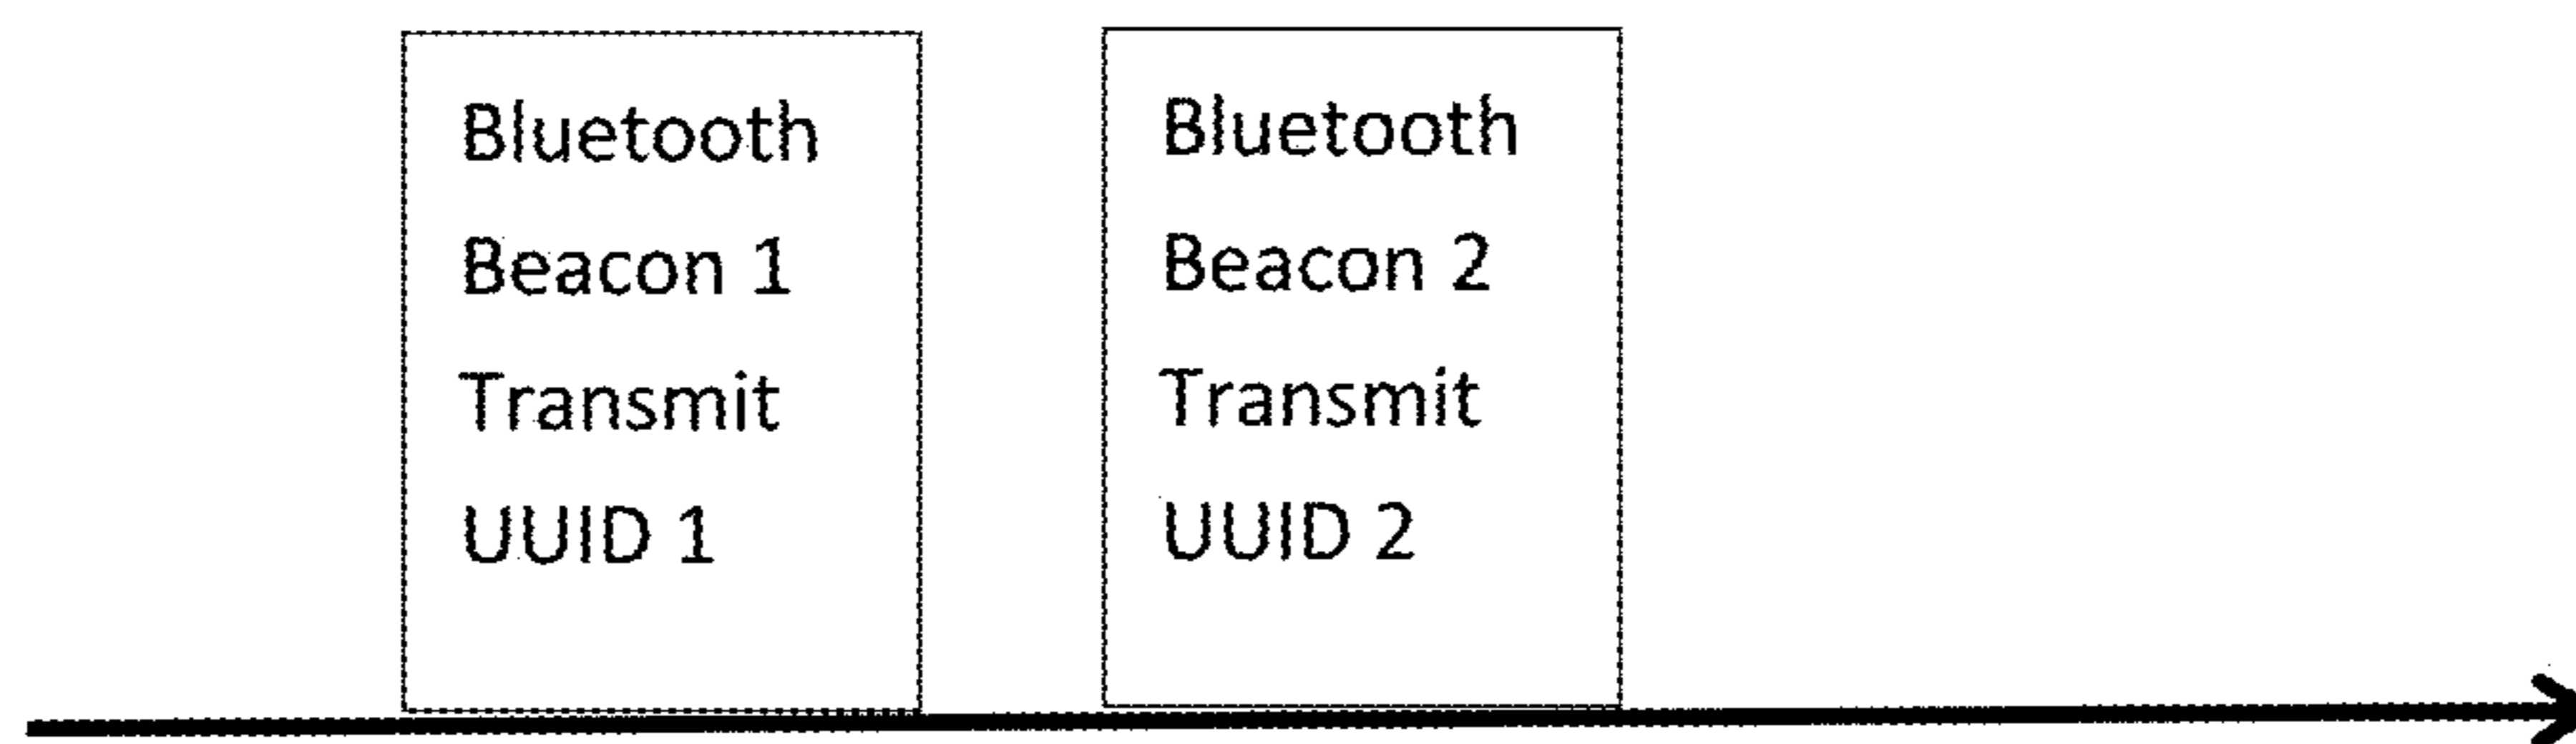 Bluetooth
Beacon 1
Transmit
UUID 1
Bluetooth
Beacon 2
Transmit
UUID 2